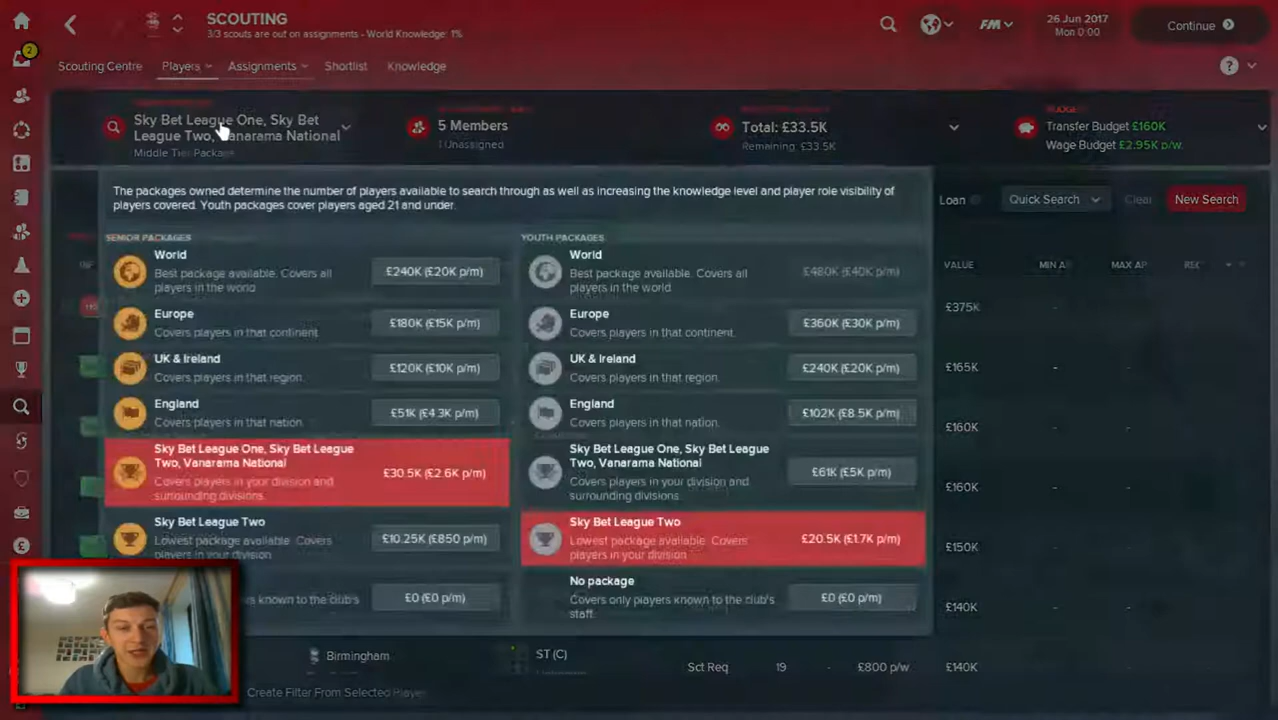 SCOUTING
3/3 scouts are out on assignments - World Knowledge: 1%
FM
26 Jun 2017
Mon 0:00
Continue
2
Scouting Centre
Players
Assignments
Shortlist
Knowledge
?
Sky Bet League One, Sky Bet
League Two, Vanarama National
Middle Tier Package
5 Members
1 Unassigned
Total: £33.5K
Remaining: £33.5K
Transfer Budget £160K
Wage Budget £2.95K p/w.
The packages owned determine the number of players available to search through as well as increasing the knowledge level and player role visibility of
players covered. Youth packages cover players aged 21 and under.
Loan
Quick Search
Clear
New Search
SENIOR PACKAGES
World
Best package available. Covers all
players in the world
£240K (£20K p/m)
Europe
Covers players in that continent.
£180K (£15K p/m)
UK & Ireland
Covers players in that region.
£120K (£10K p/m)
England
Covers players in that nation.
£51K (£4.3K p/m)
Sky Bet League One, Sky Bet League
Two, Vanarama National
Covers players in your division and
surrounding divisions.
£30.5K (£2.6K p/m)
Sky Bet League Two
Lowest package available. Covers
players in your division.
£10.25K (£850 p/m)
s known to the club's
£0 (£0 p/m)
YOUTH PACKAGES
World
Best package available. Covers all
players in the world
£480K (£40K p/m)
Europe
Covers players in that continent.
£360K (£30K p/m)
UK & Ireland
Covers players in that region.
£240K (£20K p/m)
England
Covers players in that nation.
£102K (£8.5K p/m)
Sky Bet League One, Sky Bet League
Two, Vanarama National
Covers players in your division and
surrounding divisions.
£61K (£5K p/m)
Sky Bet League Two
Lowest package available. Covers
players in your division.
£20.5K (£1.7K p/m)
No package
Covers only players known to the club's
staff.
£0 (£0 p/m)
VALUE
MIN A
MAX AP
REC
£375K
£165K
£160K
£160K
£150K
£140K
Birmingham
ST (C)
Sct Req
19
-
£800 p/w
£140K
Create Filter From Selected Player